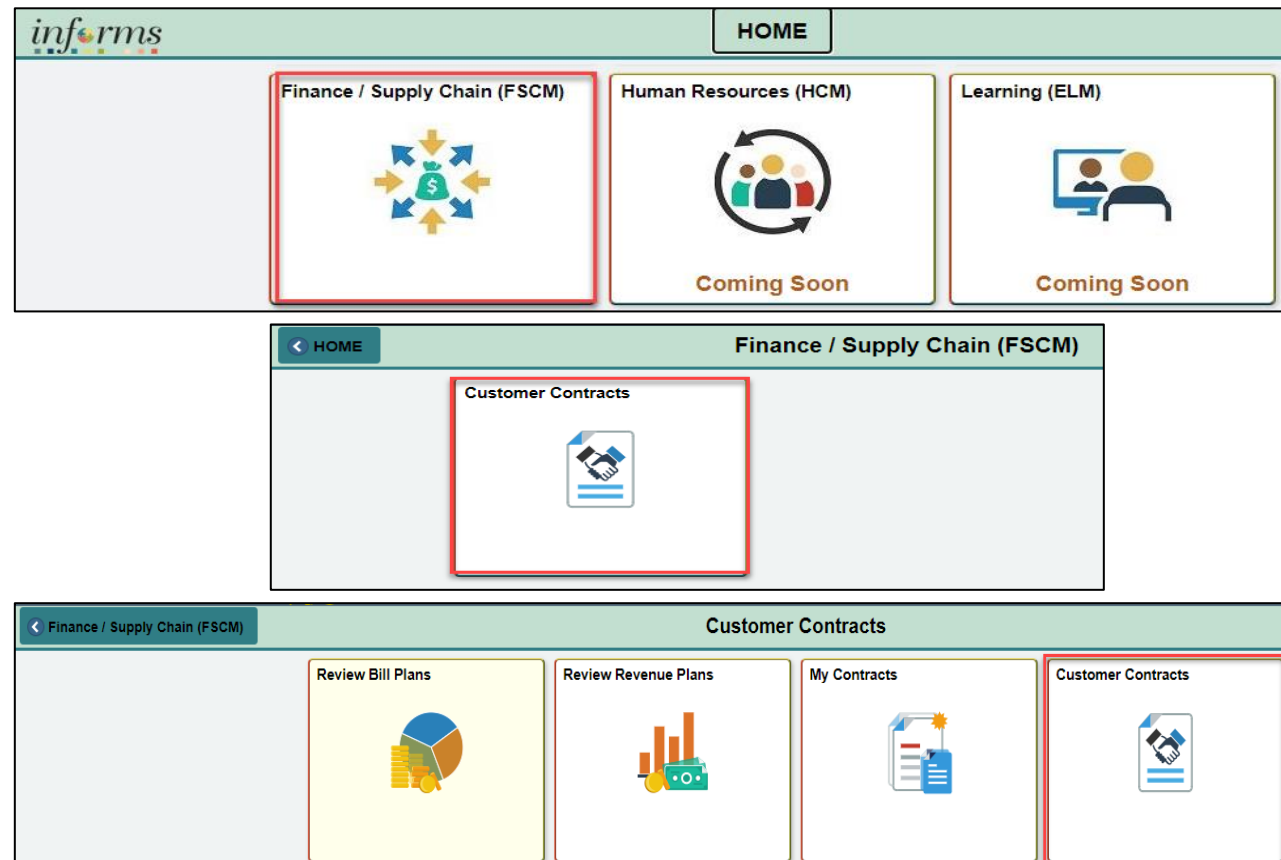 informs
HOME
Finance / Supply Chain (FSCM)
Human Resources (HCM)
Learning (ELM)
$
Coming Soon
Coming Soon
HOME
Finance / Supply Chain (FSCM)
Customer Contracts
Finance / Supply Chain (FSCM)
Customer Contracts
Review Bill Plans
Review Revenue Plans
My Contracts
Customer Contracts